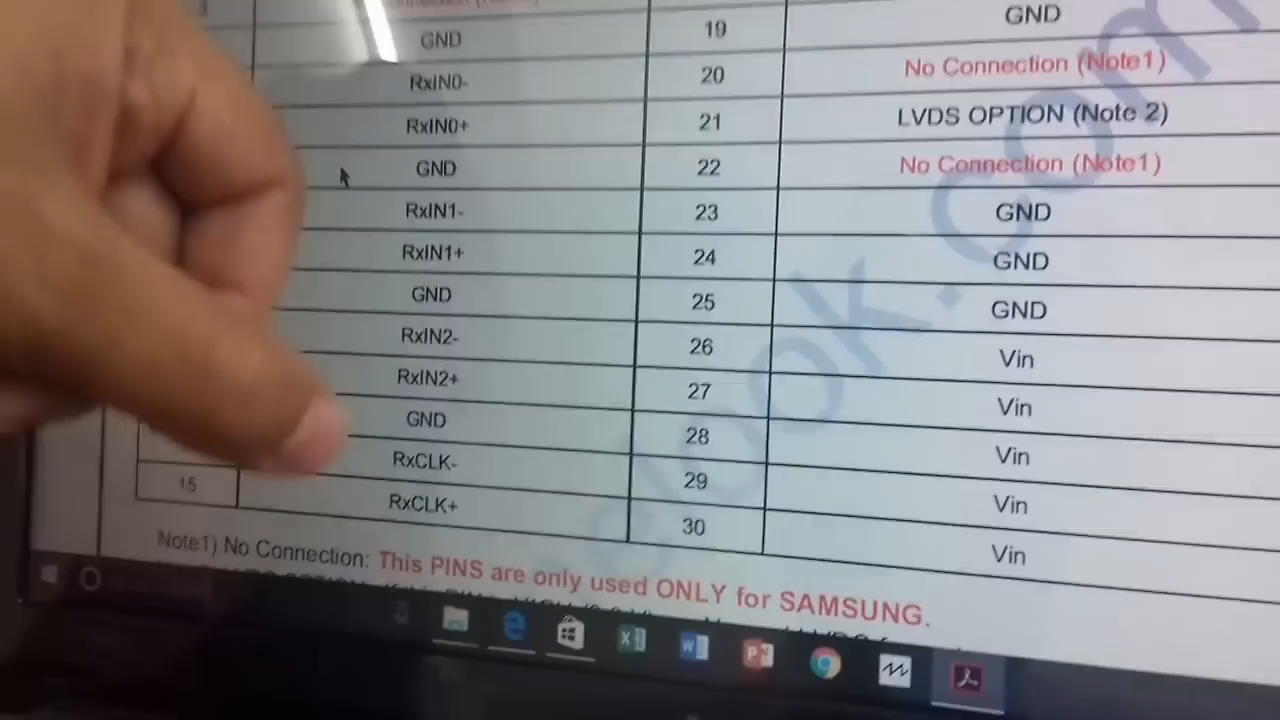 GND 19 GND
RxIN0- 20 No Connection (Note1)
RxIN0+ 21 LVDS OPTION (Note 2)
GND 22 No Connection (Note1)
RxIN1- 23 GND
RxIN1+ 24 GND
GND 25 GND
RxIN2- 26 Vin
RxIN2+ 27 Vin
GND 28 Vin
RxCLK- 29 Vin
15 RxCLK+ 30 Vin
Note1) No Connection: This PINS are only used ONLY for SAMSUNG.